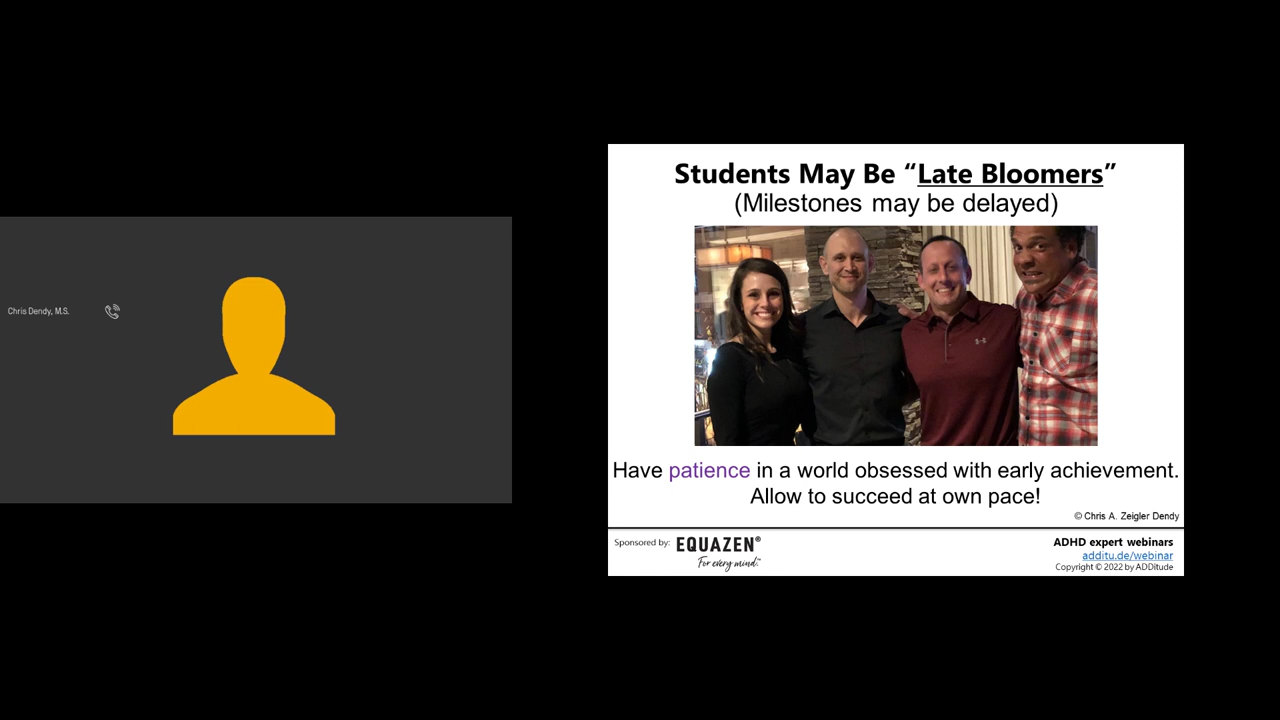 Chris Dendy, M.S.
Students May Be “Late Bloomers”
(Milestones may be delayed)
Have patience in a world obsessed with early achievement.
Allow to succeed at own pace!
© Chris A. Zeigler Dendy
Sponsored by: EQUAZEN®
For every mind.™
ADHD expert webinars
additu.de/webinar
Copyright © 2022 by ADDitude